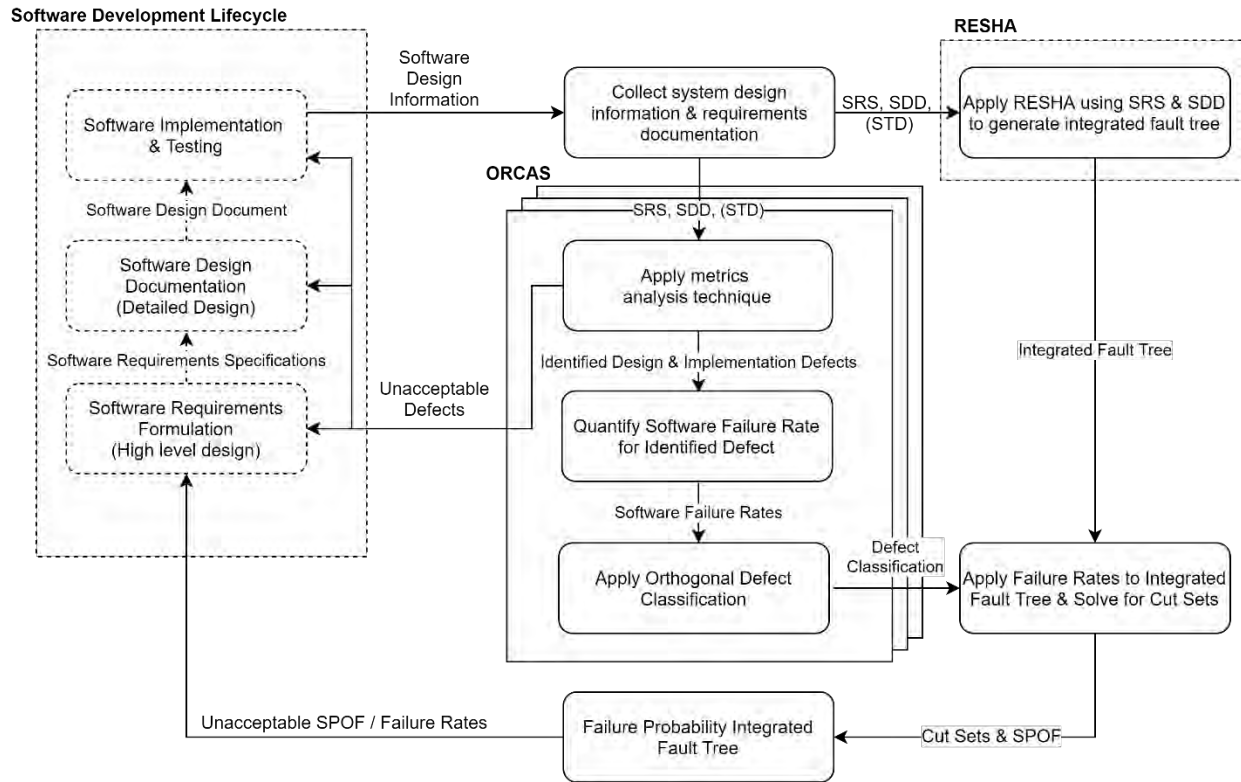 Software Development Lifecycle
RESHA
Software
Design
Information
Collect system design
information & requirements
documentation
SRS, SDD,
(STD)
Apply RESHA using SRS & SDD
to generate integrated fault tree
Software Implementation
& Testing
ORCAS
Software Design Document
SRS, SDD, (STD)
Software Design
Documentation
(Detailed Design)
Apply metrics
analysis technique
Software Requirements Specifications
Identified Design & Implementation Defects
Integrated Fault Tree
Unacceptable
Defects
Software Requirements
Formulation
(High level design)
Quantify Software Failure Rate
for Identified Defect
Software Failure Rates
Defect
Classification
Apply Orthogonal Defect
Classification
Apply Failure Rates to Integrated
Fault Tree & Solve for Cut Sets
Unacceptable SPOF / Failure Rates
Failure Probability Integrated
Fault Tree
Cut Sets & SPOF